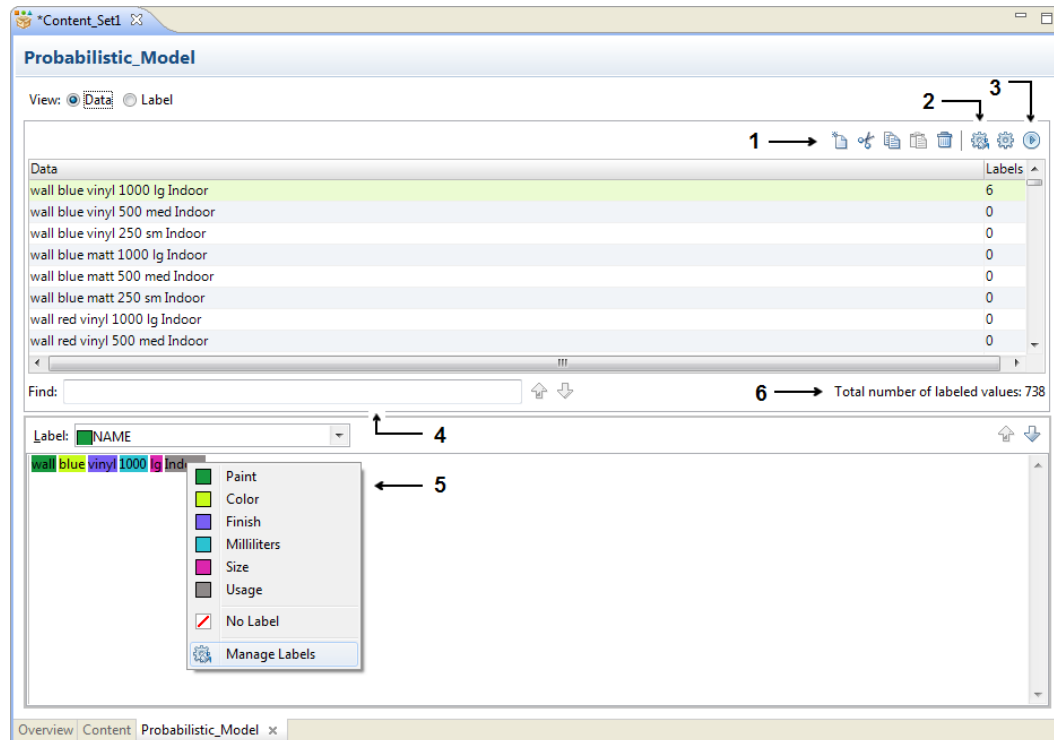 *Content_Set1
Probabilistic_Model
View: Data Label
3
2
1
Data Labels
wall blue vinyl 1000 lg Indoor 6
wall blue vinyl 500 med Indoor 0
wall blue vinyl 250 sm Indoor 0
wall blue matt 1000 lg Indoor 0
wall blue matt 500 med Indoor 0
wall blue matt 250 sm Indoor 0
wall red vinyl 1000 lg Indoor 0
wall red vinyl 500 med Indoor 0
Find: 6 Total number of labeled values: 738
Label: NAME 4
wall blue vinyl 1000 lg
Paint
5
Color
Finish
Milliliters
Size
Usage
No Label
Manage Labels
Overview Content Probabilistic_Model